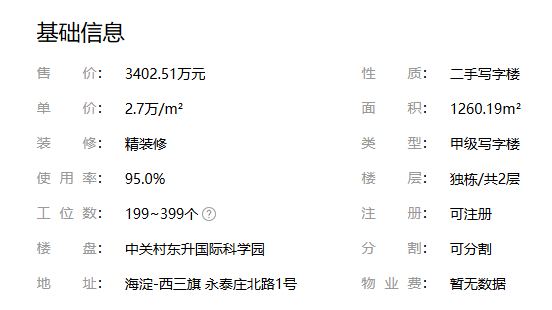 基础信息
售价： 3402.51万元 性质： 二手写字楼
单价： 2.7万/m² 面积： 1260.19m²
装修： 精装修 类型： 甲级写字楼
使用率： 95.0% 楼层： 独栋/共2层
工位数： 199~399个 ? 注册： 可注册
楼盘： 中关村东升国际科学园 分割： 可分割
地址： 海淀-西三旗 永泰庄北路1号 物业费： 暂无数据